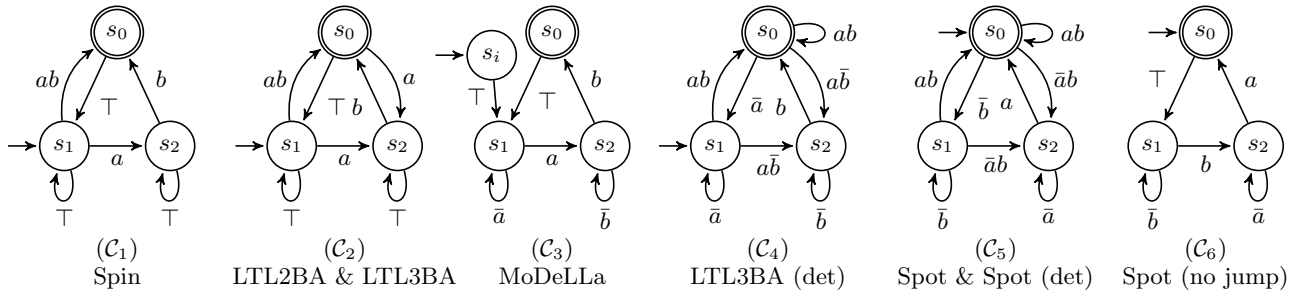 s₀ s₀ sᵢ s₀ s₀ s₀ s₀
ab ab a ab ab ab ab ⊤
⊤ ⊤ b ⊤ ⊤ b ā b ab̄ b̄ a āb a
s₁ s₂ s₁ s₂ s₁ s₂ s₁ s₂ s₁ s₂ s₁ s₂
a a a ab̄ āb b
⊤ ⊤ ⊤ ⊤ ā b̄ ā b̄ b̄ ā b̄ ā
(𝒞₁) (𝒞₂) (𝒞₃) (𝒞₄) (𝒞₅) (𝒞₆)
Spin LTL2BA & LTL3BA MoDeLLa LTL3BA (det) Spot & Spot (det) Spot (no jump)